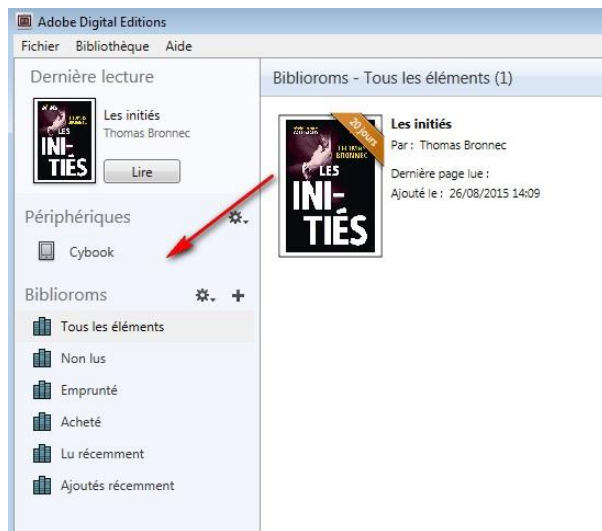 Adobe Digital Editions
Fichier Bibliothèque Aide
Dernière lecture
LES
INI-
TIÉS
Les initiés
Thomas Bronnec
Lire
Périphériques
Cybook
Biblioroms
Tous les éléments
Non lus
Emprunté
Acheté
Lu récemment
Ajoutés récemment
Biblioroms - Tous les éléments (1)
20 jours
THOMAS
BRONNEC
LES
INI-
TIÉS
Les initiés
Par : Thomas Bronnec
Dernière page lue :
Ajouté le : 26/08/2015 14:09